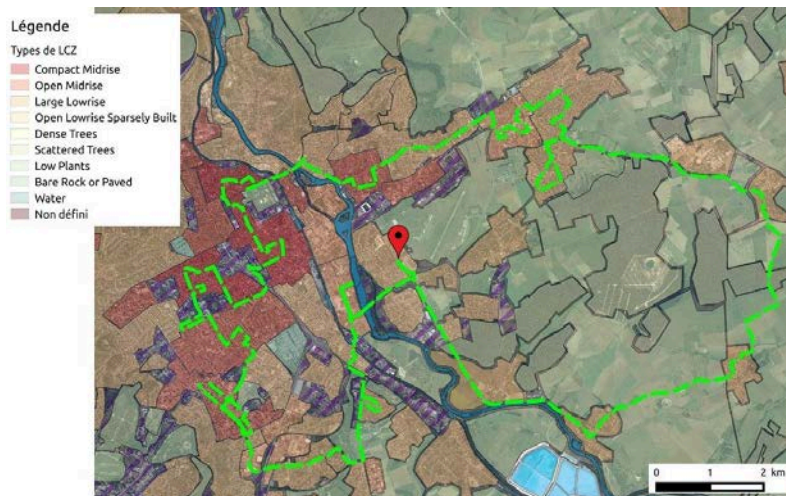 Légende
Types de LCZ
Compact Midrise
Open Midrise
Large Lowrise
Open Lowrise Sparsely Built
Dense Trees
Scattered Trees
Low Plants
Bare Rock or Paved
Water
Non défini
0 1 2 km